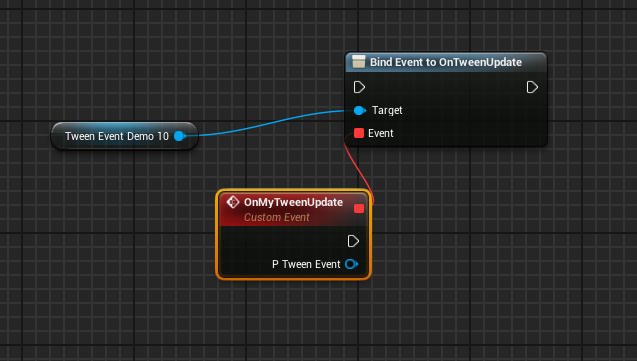 Bind Event to OnTweenUpdate
Target
Event
Tween Event Demo 10
OnMyTweenUpdate
Custom Event
P Tween Event